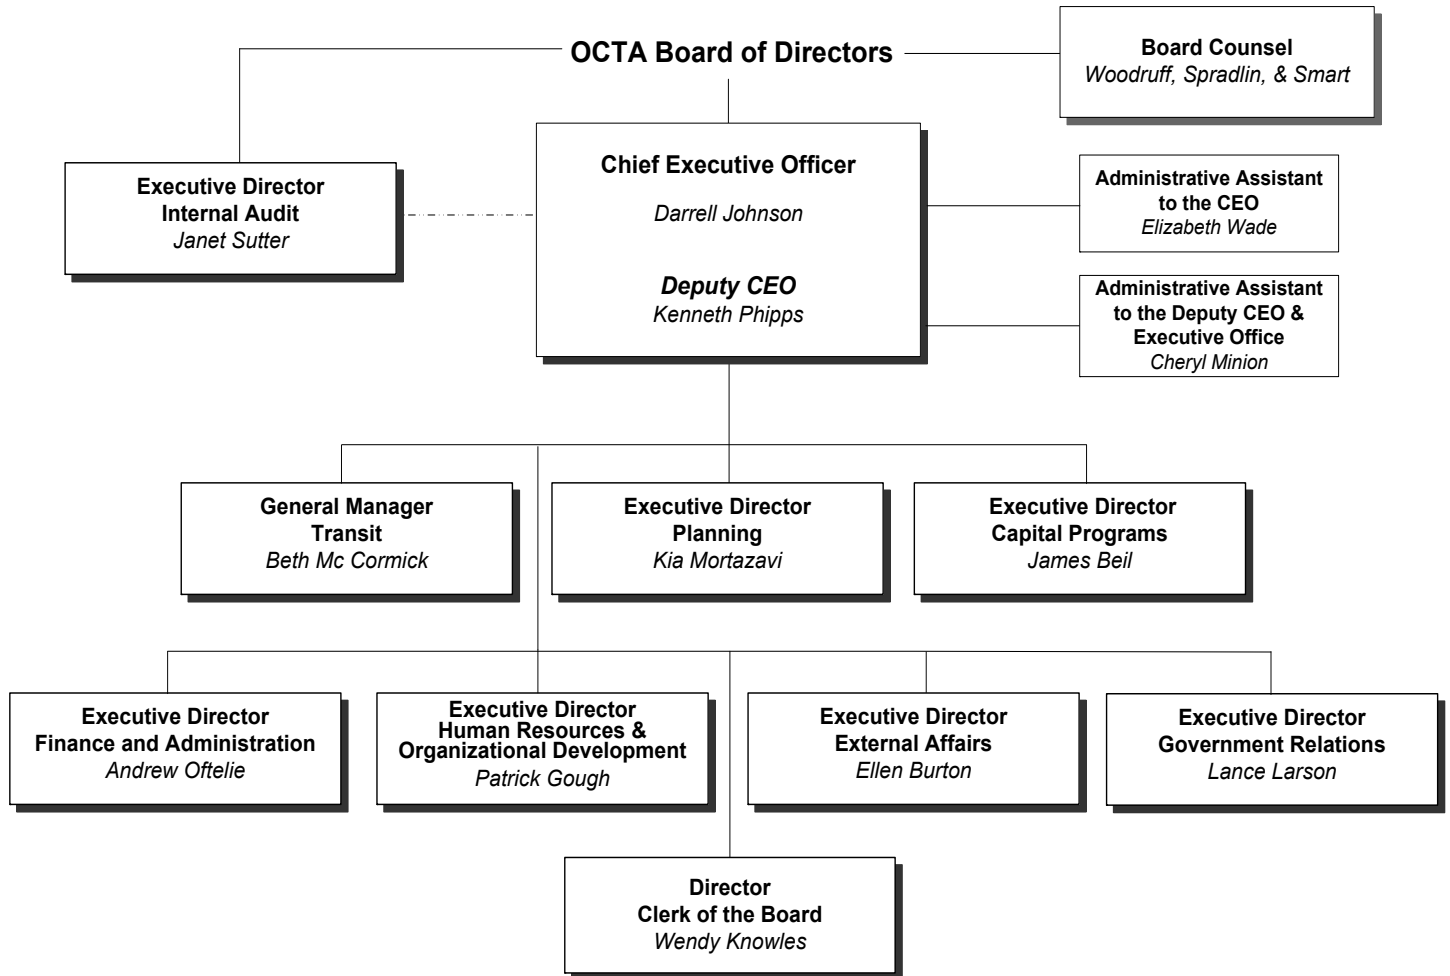 OCTA Board of Directors
Board Counsel
Woodruff, Spradlin, & Smart
Executive Director
Internal Audit
Janet Sutter
Chief Executive Officer
Darrell Johnson
Deputy CEO
Kenneth Phipps
Administrative Assistant
to the CEO
Elizabeth Wade
Administrative Assistant
to the Deputy CEO &
Executive Office
Cheryl Minion
General Manager
Transit
Beth Mc Cormick
Executive Director
Planning
Kia Mortazavi
Executive Director
Capital Programs
James Beil
Executive Director
Finance and Administration
Andrew Oftelie
Executive Director
Human Resources &
Organizational Development
Patrick Gough
Executive Director
External Affairs
Ellen Burton
Executive Director
Government Relations
Lance Larson
Director
Clerk of the Board
Wendy Knowles